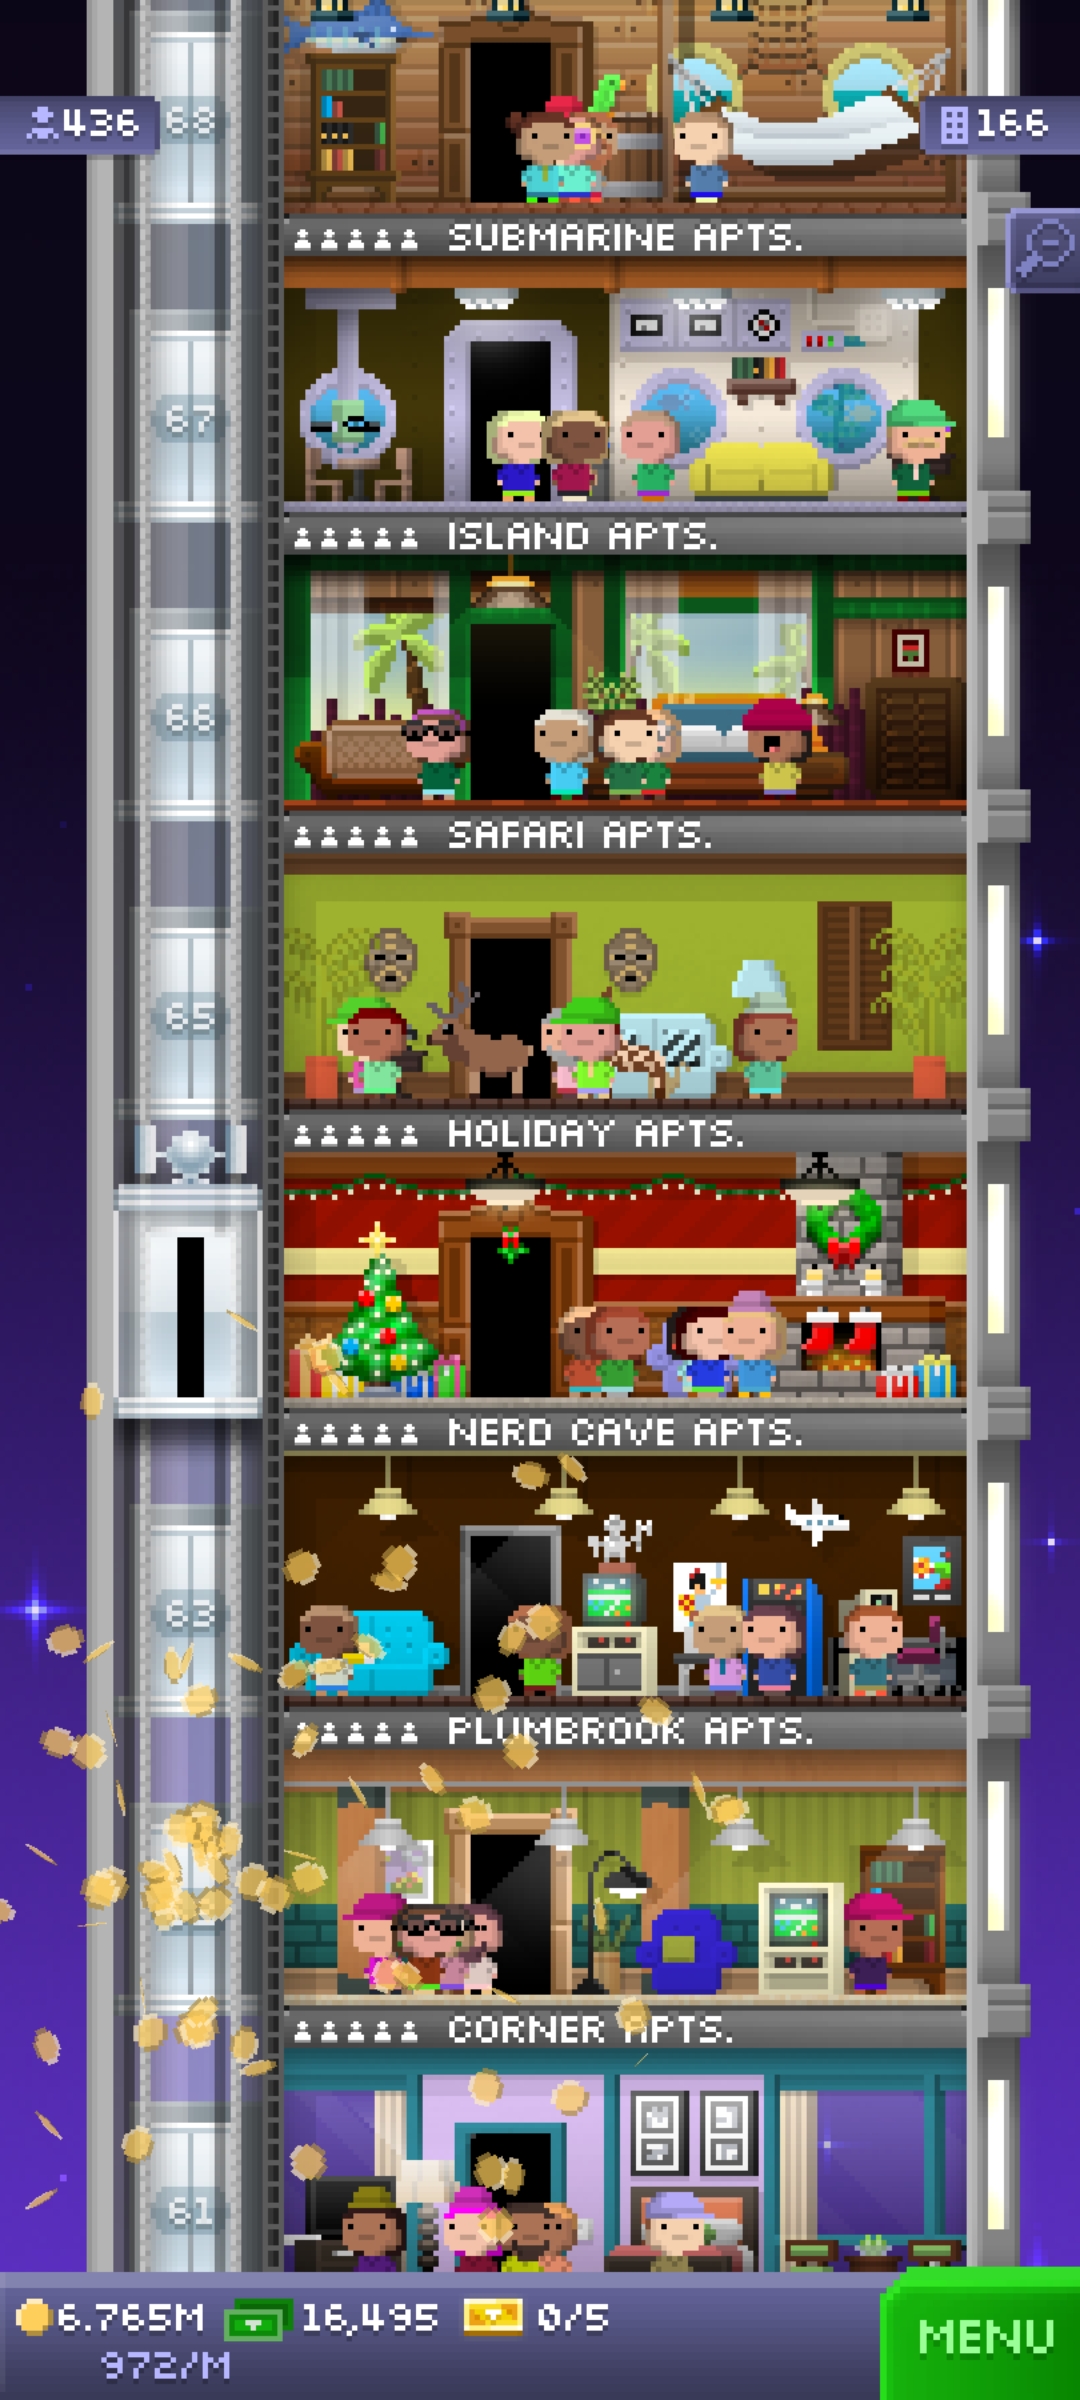 88
436
166
SUBMARINE APTS.
67
ISLAND APTS.
66
SAFARI APTS.
65
HOLIDAY APTS.
NERD CAVE APTS.
63
PLUMBROOK APTS.
CORNER APTS.
61
6.765M 16,495 0/5
972/M
MENU